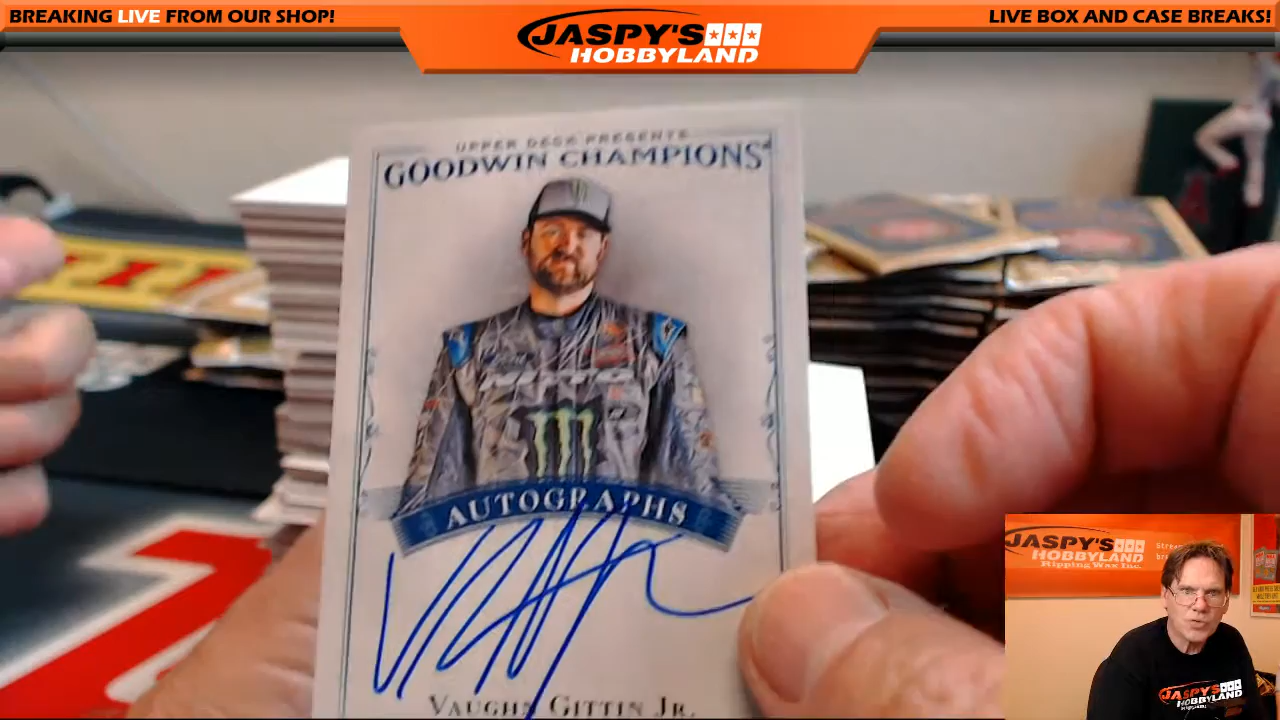 BREAKING LIVE FROM OUR SHOP!
JASPY'S
HOBBYLAND
LIVE BOX AND CASE BREAKS!
UPPER DECK PRESENTS
GOODWIN CHAMPIONS
NITTO
AUTOGRAPHS
VAUGHN GITTIN JR.
JASPY'S
HOBBYLAND
Ripping Wax Inc.
JASPY'S
HOBBYLAND